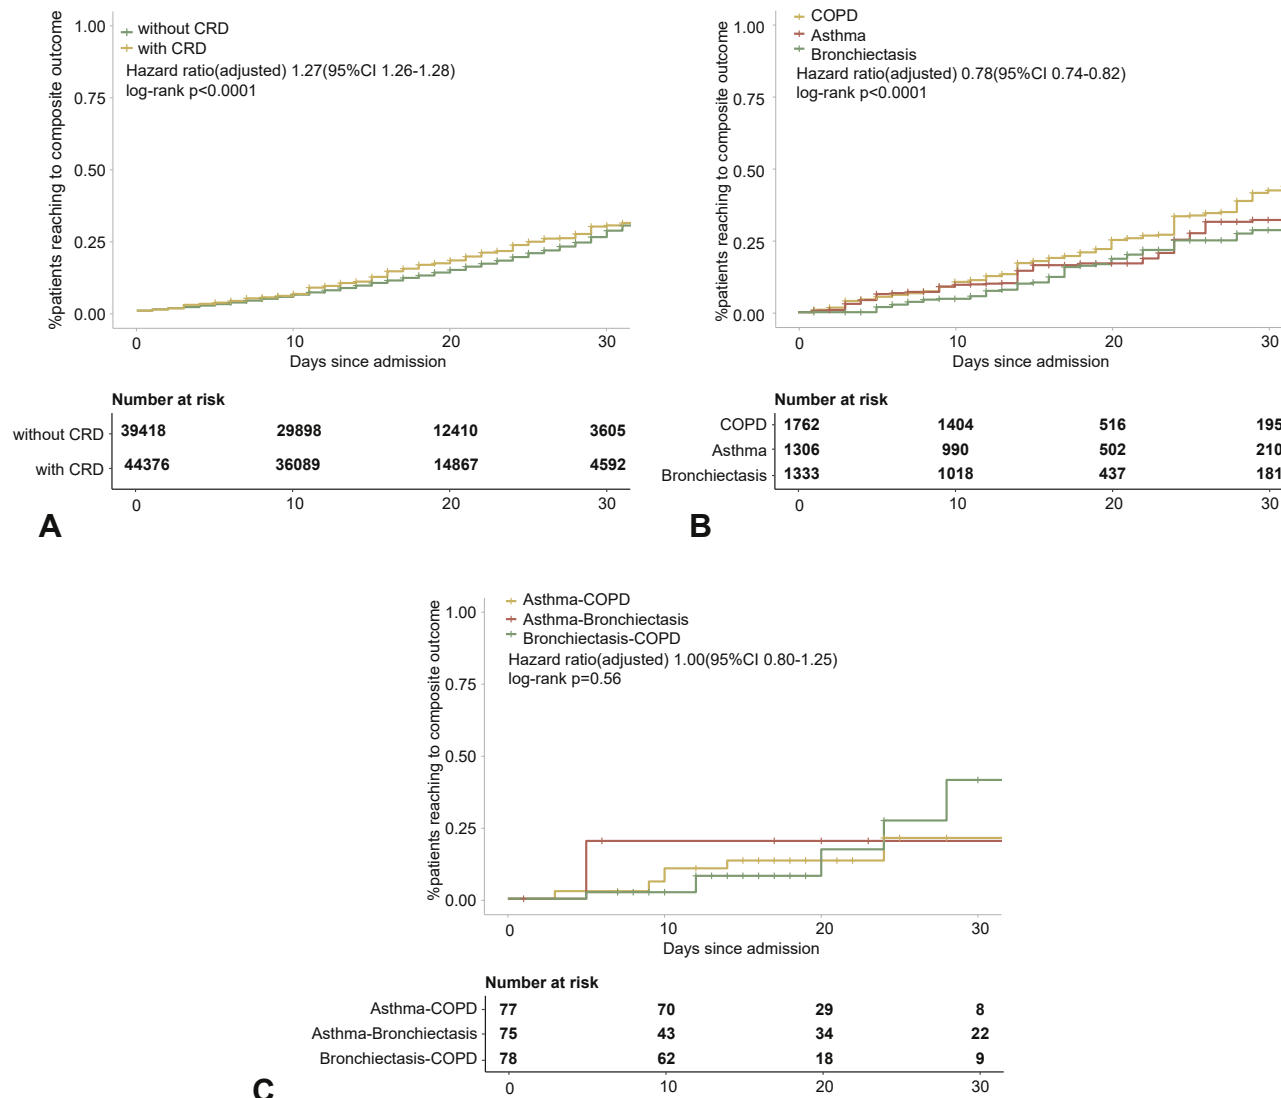 %patients reaching to composite outcome
1.00
0.75
0.50
0.25
0.00
without CRD
with CRD
Hazard ratio(adjusted) 1.27(95%CI 1.26-1.28)
log-rank p<0.0001
0 10 20 30
Days since admission
Number at risk
without CRD 39418 29898 12410 3605
with CRD 44376 36089 14867 4592
0 10 20 30
A
%patients reaching to composite outcome
1.00
0.75
0.50
0.25
0.00
COPD
Asthma
Bronchiectasis
Hazard ratio(adjusted) 0.78(95%CI 0.74-0.82)
log-rank p<0.0001
0 10 20 30
Days since admission
Number at risk
COPD 1762 1404 516 195
Asthma 1306 990 502 210
Bronchiectasis 1333 1018 437 181
0 10 20 30
B
%patients reaching to composite outcome
1.00
0.75
0.50
0.25
0.00
Asthma-COPD
Asthma-Bronchiectasis
Bronchiectasis-COPD
Hazard ratio(adjusted) 1.00(95%CI 0.80-1.25)
log-rank p=0.56
0 10 20 30
Days since admission
Number at risk
Asthma-COPD 77 70 29 8
Asthma-Bronchiectasis 75 43 34 22
Bronchiectasis-COPD 78 62 18 9
0 10 20 30
C